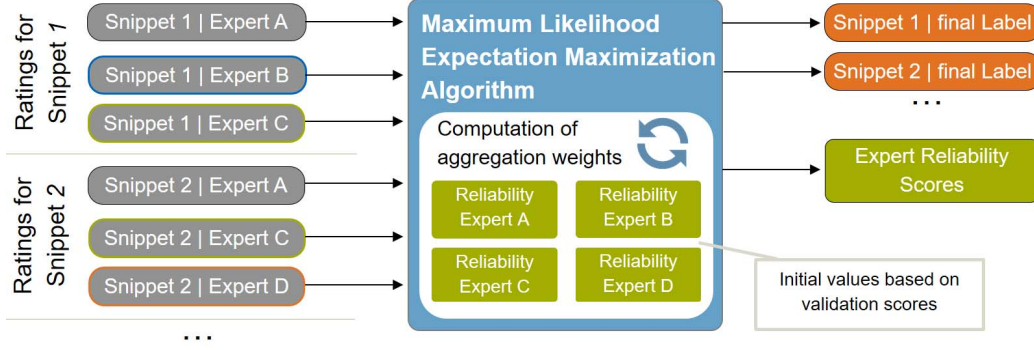 Ratings for
Snippet 1
Snippet 1 | Expert A
Snippet 1 | Expert B
Snippet 1 | Expert C
Ratings for
Snippet 2
Snippet 2 | Expert A
Snippet 2 | Expert C
Snippet 2 | Expert D
...
Maximum Likelihood
Expectation Maximization
Algorithm
Computation of
aggregation weights
Reliability
Expert A
Reliability
Expert B
Reliability
Expert C
Reliability
Expert D
Snippet 1 | final Label
Snippet 2 | final Label
...
Expert Reliability
Scores
Initial values based on
validation scores